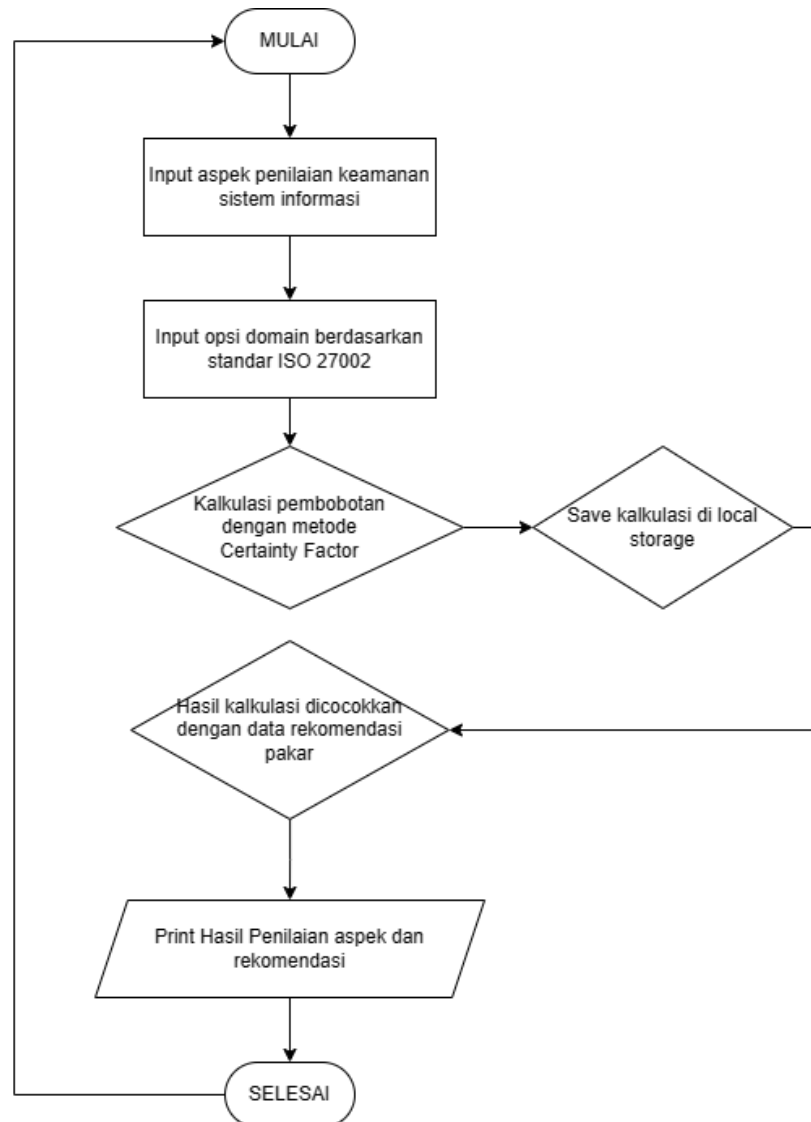 MULAI
Input aspek penilaian keamanan
sistem informasi
Input opsi domain berdasarkan
standar ISO 27002
Kalkulasi pembobotan
dengan metode
Certainty Factor
Save kalkulasi di local
storage
Hasil kalkulasi dicocokkan
dengan data rekomendasi
pakar
Print Hasil Penilaian aspek dan
rekomendasi
SELESAI